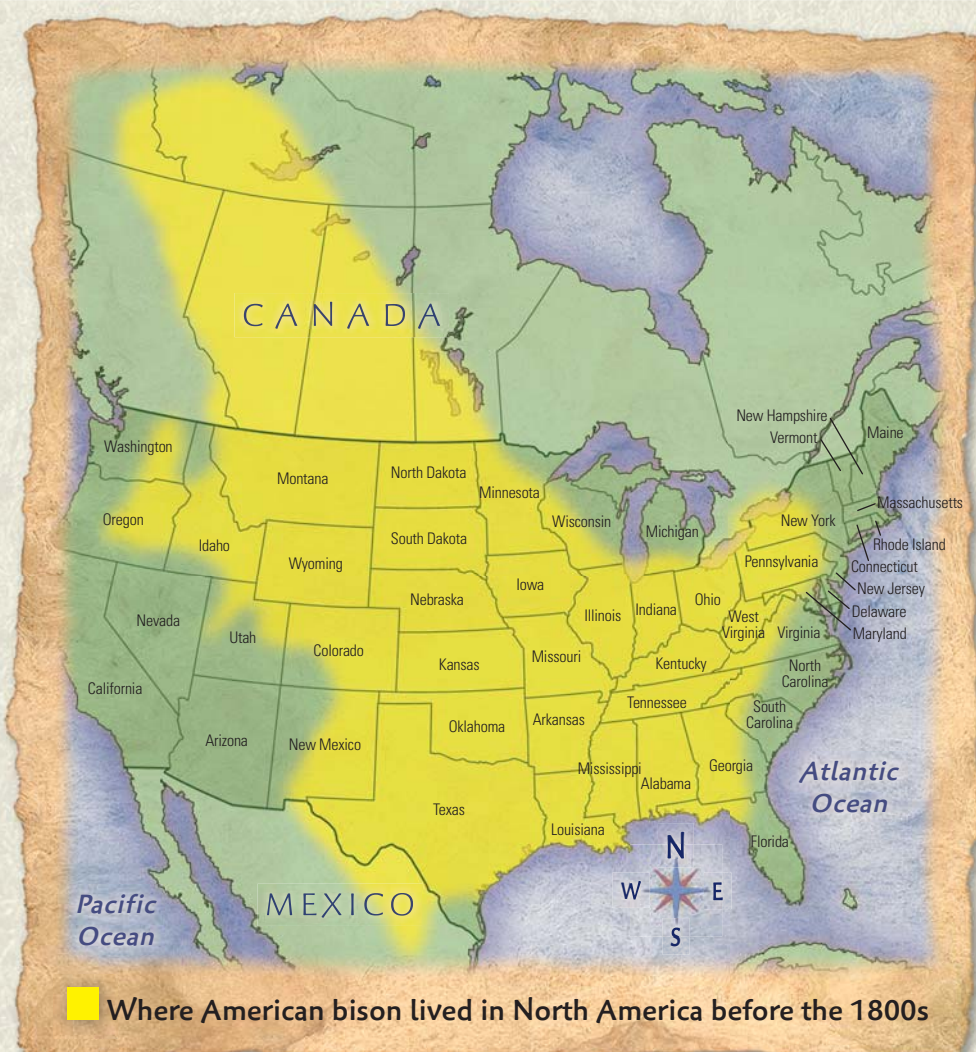 CANADA
New Hampshire
Vermont
Maine
Washington
Montana
North Dakota
Minnesota
Massachusetts
Oregon
Idaho
South Dakota
Wisconsin
Michigan
New York
Rhode Island
Wyoming
Pennsylvania
Connecticut
Iowa
New Jersey
Nebraska
Illinois
Indiana
Ohio
Delaware
Nevada
Utah
West
Virginia
Virginia
Maryland
Colorado
Kansas
Missouri
Kentucky
North
Carolina
California
Tennessee
South
Carolina
Arizona
New Mexico
Oklahoma
Arkansas
Mississippi
Alabama
Georgia
Atlantic
Ocean
Texas
Louisiana
Florida
N
W
E
S
MEXICO
Pacific
Ocean
Where American bison lived in North America before the 1800s